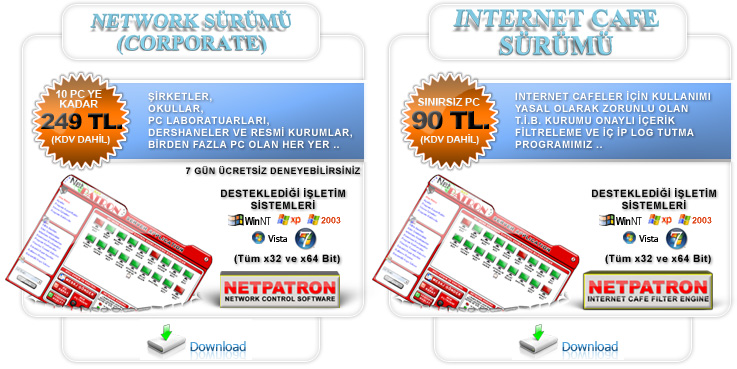 NETWORK SÜRÜMÜ
(CORPORATE)
10 PC YE
KADAR
249 TL.
(KDV DAHİL)
ŞİRKETLER,
OKULLAR,
PC LABORATUARLARI,
DERSHANELER VE RESMİ KURUMLAR,
BİRDEN FAZLA PC OLAN HER YER ..
7 GÜN ÜCRETSİZ DENEYEBİLİRSİNİZ
DESTEKLEDİĞİ İŞLETİM
SİSTEMLERİ
WinNT xp 2003
Vista 7
(Tüm x32 ve x64 Bit)
NetPATRON
NETPATRON
NETWORK CONTROL SOFTWARE
Download
INTERNET CAFE
SÜRÜMÜ
SINIRSIZ PC
90 TL.
(KDV DAHİL)
INTERNET CAFELER İÇİN KULLANIMI
YASAL OLARAK ZORUNLU OLAN
T.İ.B. KURUMU ONAYLI İÇERİK
FİLTRELEME VE İÇ İP LOG TUTMA
PROGRAMIMIZ ..
DESTEKLEDİĞİ İŞLETİM
SİSTEMLERİ
WinNT xp 2003
Vista 7
(Tüm x32 ve x64 Bit)
NetPATRON
NETPATRON
INTERNET CAFE FILTER ENGINE
Download